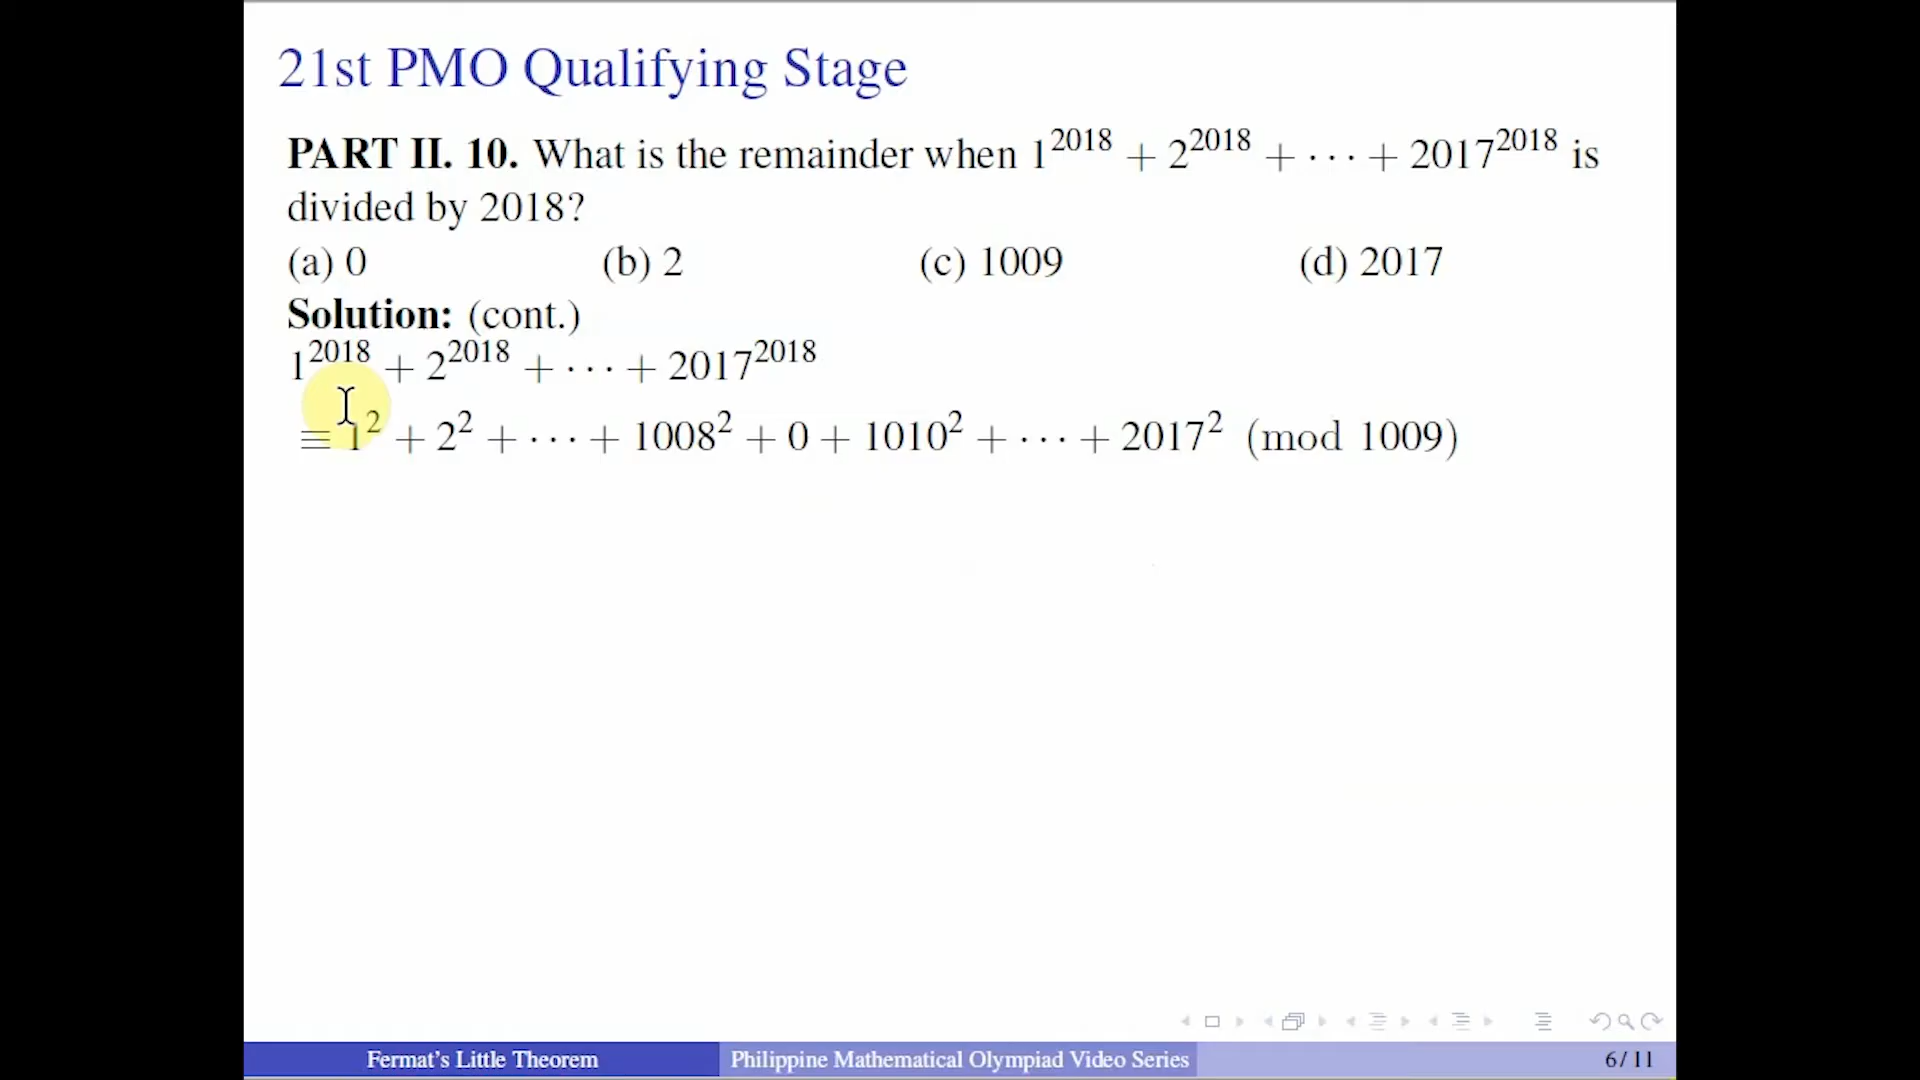 21st PMO Qualifying Stage
PART II. 10. What is the remainder when 1^2018 + 2^2018 + ⋯ + 2017^2018 is
divided by 2018?
(a) 0 (b) 2 (c) 1009 (d) 2017
Solution: (cont.)
1^2018 + 2^2018 + ⋯ + 2017^2018
≡ 1^2 + 2^2 + ⋯ + 1008^2 + 0 + 1010^2 + ⋯ + 2017^2 (mod 1009)
Fermat's Little Theorem Philippine Mathematical Olympiad Video Series 6/11